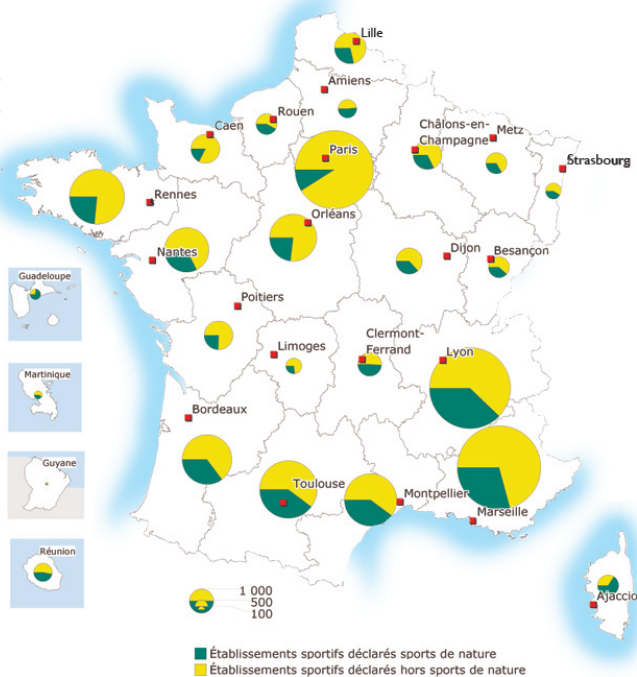 Lille
Amiens
Rouen
Caen
Châlons-en-
Champagne
Metz
Paris
Strasbourg
Rennes
Orléans
Nantes
Dijon
Besançon
Guadeloupe
Poitiers
Limoges
Clermont-
Ferrand
Lyon
Martinique
Bordeaux
Guyane
Toulouse
Montpellier
Marseille
Réunion
Ajaccio
1 000
500
100
Établissements sportifs déclarés sports de nature
Établissements sportifs déclarés hors sports de nature